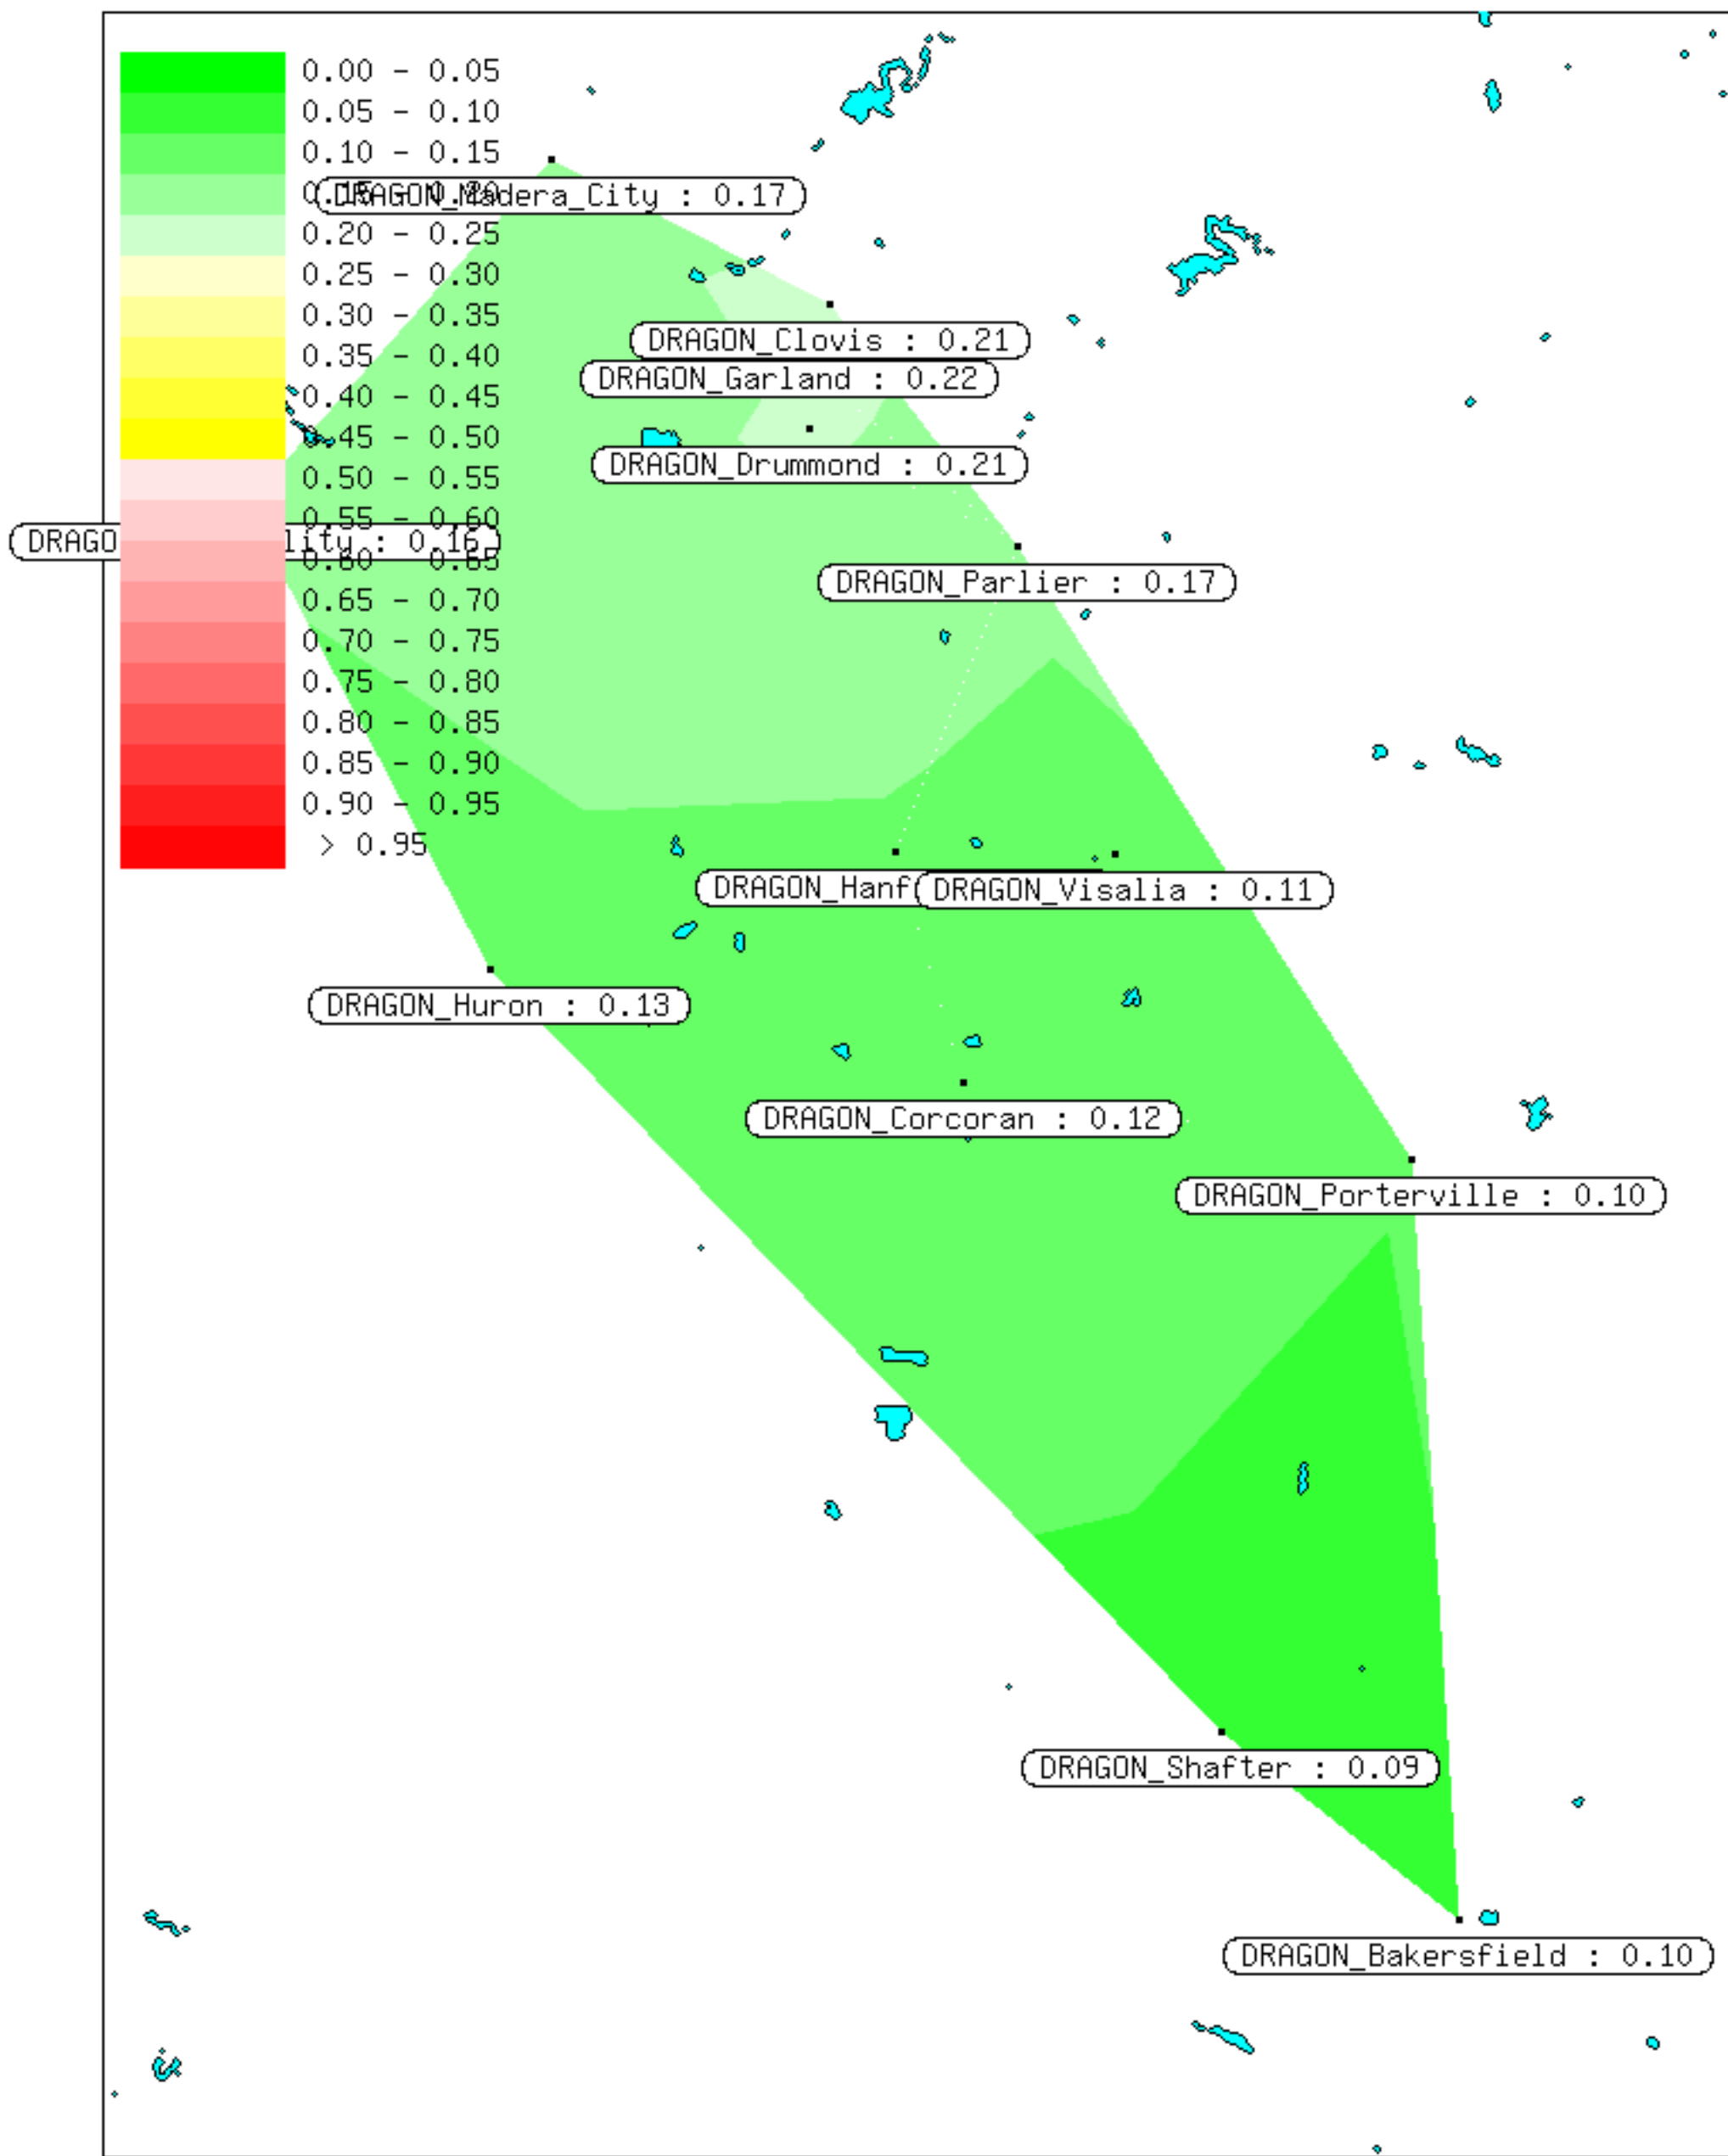 0.00 - 0.05
0.05 - 0.10
0.10 - 0.15
DRAGON_Madera_City : 0.17
0.20 - 0.25
0.25 - 0.30
0.30 - 0.35
DRAGON_Clovis : 0.21
0.35 - 0.40
DRAGON_Garland : 0.22
0.40 - 0.45
0.45 - 0.50
DRAGON_Drummond : 0.21
0.50 - 0.55
0.55 - 0.60
DRAGO lity : 0.16
0.60 - 0.65
DRAGON_Parlier : 0.17
0.65 - 0.70
0.70 - 0.75
0.75 - 0.80
0.80 - 0.85
0.85 - 0.90
0.90 - 0.95
> 0.95
DRAGON_Hanf
DRAGON_Visalia : 0.11
DRAGON_Huron : 0.13
DRAGON_Corcoran : 0.12
DRAGON_Porterville : 0.10
DRAGON_Shafter : 0.09
DRAGON_Bakersfield : 0.10